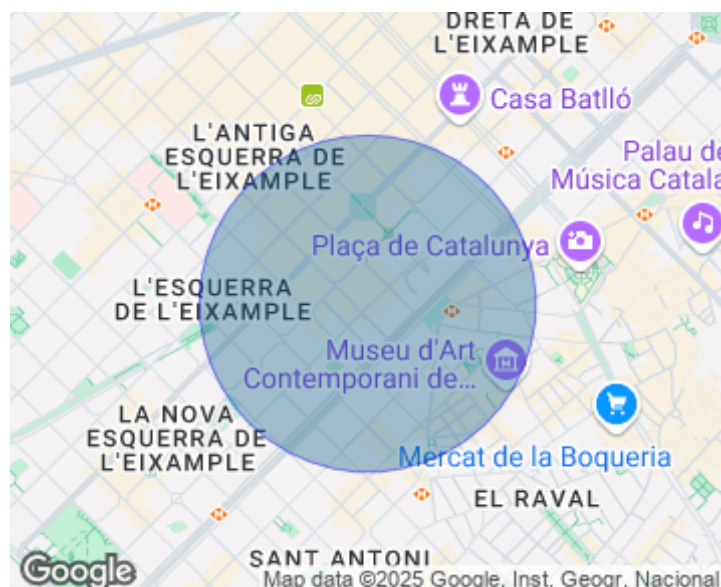 DRETA DE
L'EIXAMPLE
Casa Batlló
L'ANTIGA
ESQUERRA DE
L'EIXAMPLE
Palau de
Música Catala
Plaça de Catalunya
L'ESQUERRA
DE L'EIXAMPLE
Museu d'Art
Contemporani de...
LA NOVA
ESQUERRA DE
L'EIXAMPLE
Mercat de la Boqueria
EL RAVAL
SANT ANTONI
Google
Map data ©2025 Google, Inst. Geogr. Nacional